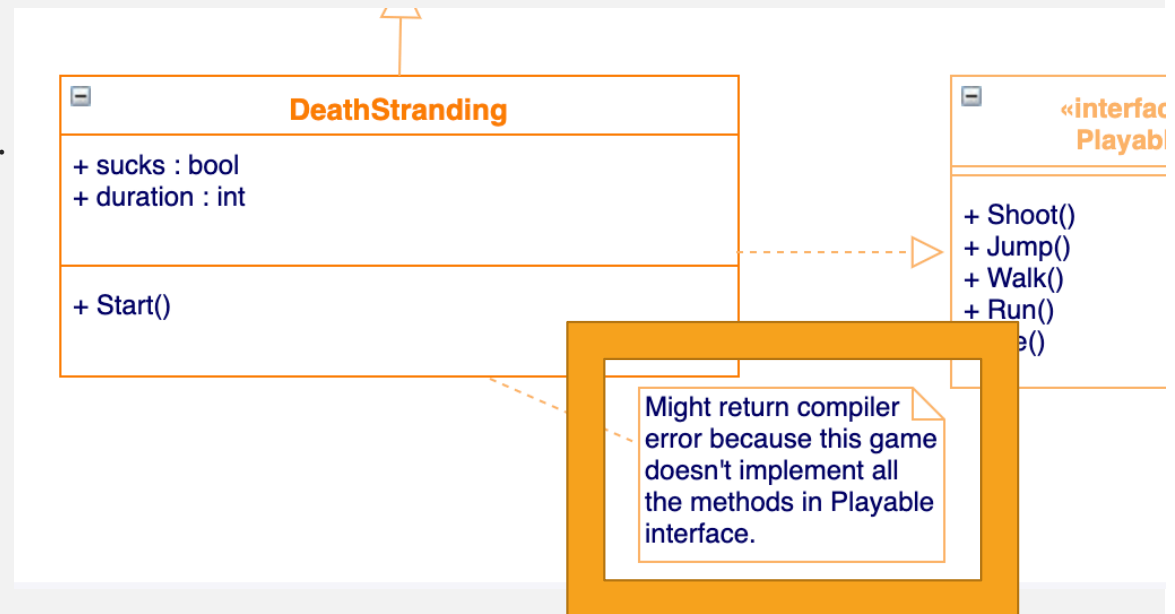 DeathStranding
+ sucks : bool
+ duration : int
+ Start()
«interfac
Playabl
+ Shoot()
+ Jump()
+ Walk()
+ Run()
e()
Might return compiler
error because this game
doesn't implement all
the methods in Playable
interface.